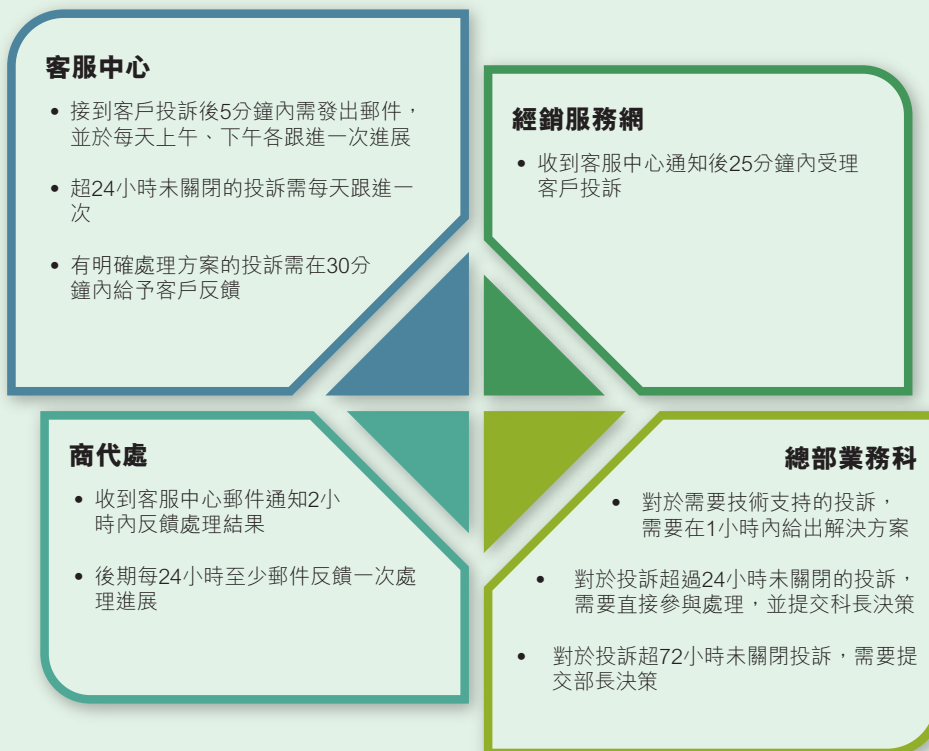 客服中心
• 接到客戶投訴後5分鐘內需發出郵件，
並於每天上午、下午各跟進一次進展
• 超24小時未關閉的投訴需每天跟進一
次
• 有明確處理方案的投訴需在30分
鐘內給予客戶反饋
經銷服務網
• 收到客服中心通知後25分鐘內受理
客戶投訴
商代處
• 收到客服中心郵件通知2小
時內反饋處理結果
• 後期每24小時至少郵件反饋一次處
理進展
總部業務科
• 對於需要技術支持的投訴，
需要在1小時內給出解決方案
• 對於投訴超過24小時未關閉的投訴，
需要直接參與處理，並提交科長決策
• 對於投訴超72小時未關閉投訴，需要提
交部長決策